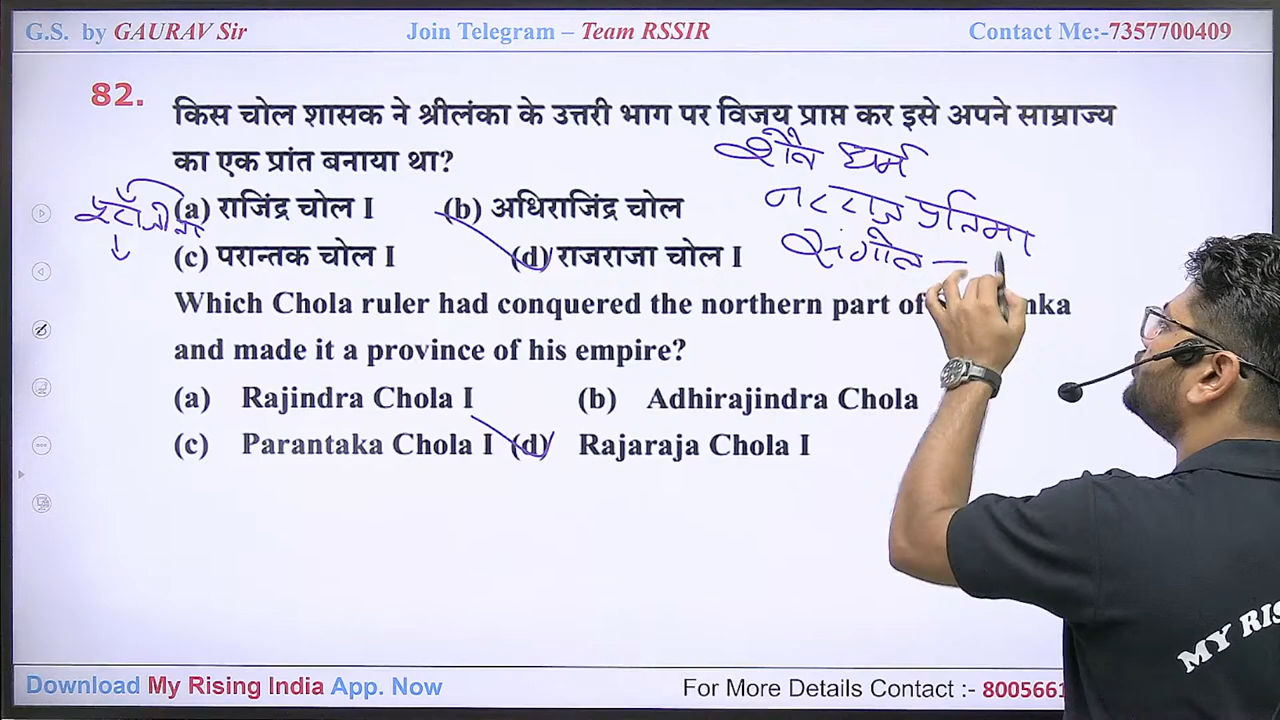 G.S. by GAURAV Sir Join Telegram – Team RSSIR Contact Me:-7357700409
82. किस चोल शासक ने श्रीलंका के उत्तरी भाग पर विजय प्राप्त कर इसे अपने साम्राज्य
का एक प्रांत बनाया था?
शैव धर्म
(a) राजिंद्र चोल I (b) अधिराजिंद्र चोल
नटराज प्रतिमा
(c) परान्तक चोल I (d) राजराजा चोल I
संगोल –
Which Chola ruler had conquered the northern part of
and made it a province of his empire?
(a) Rajindra Chola I (b) Adhirajindra Chola
(c) Parantaka Chola I (d) Rajaraja Chola I
MY RIS
Download My Rising India App. Now For More Details Contact :- 8005661